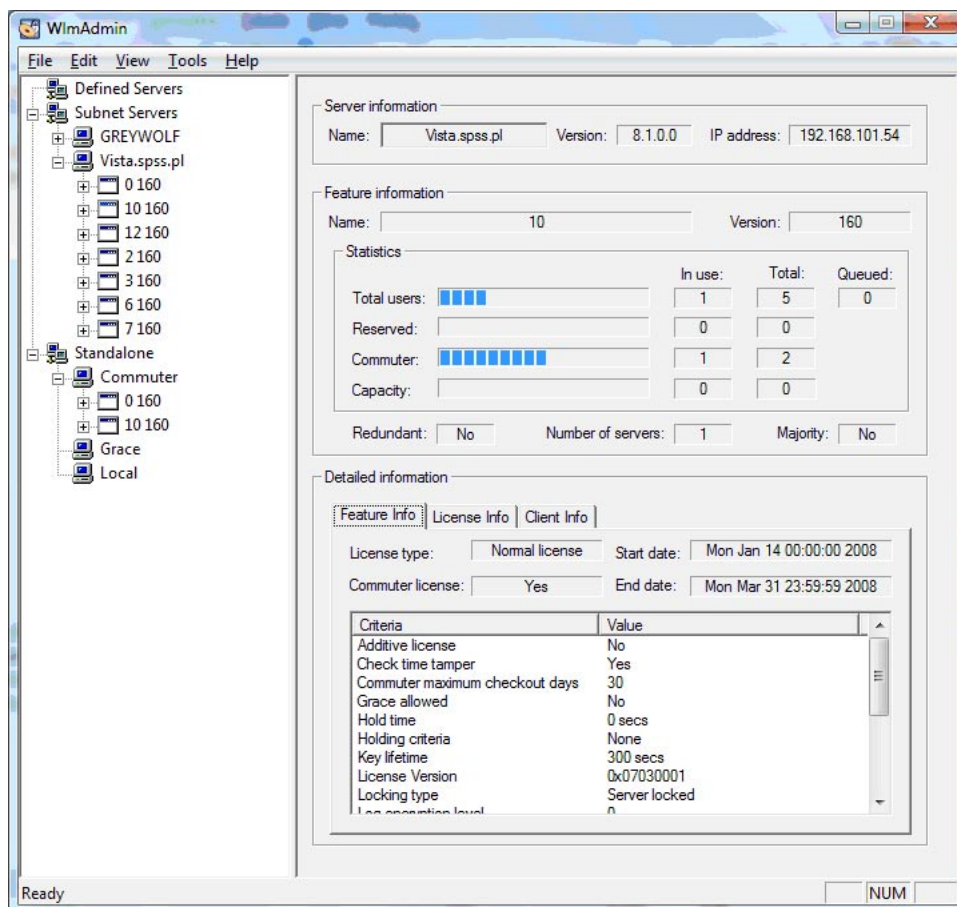 WlmAdmin
File Edit View Tools Help
Defined Servers
Subnet Servers
GREYWOLF
Vista.spss.pl
0 160
10 160
12 160
2 160
3 160
6 160
7 160
Standalone
Commuter
0 160
10 160
Grace
Local
Server information
Name: Vista.spss.pl Version: 8.1.0.0 IP address: 192.168.101.54
Feature information
Name: 10 Version: 160
Statistics
In use: Total: Queued:
Total users: 1 5 0
Reserved: 0 0
Commuter: 1 2
Capacity: 0 0
Redundant: No Number of servers: 1 Majority: No
Detailed information
Feature Info License Info Client Info
License type: Normal license Start date: Mon Jan 14 00:00:00 2008
Commuter license: Yes End date: Mon Mar 31 23:59:59 2008
Criteria Value
Additive license No
Check time tamper Yes
Commuter maximum checkout days 30
Grace allowed No
Hold time 0 secs
Holding criteria None
Key lifetime 300 secs
License Version 0x07030001
Locking type Server locked
Log encryption level 0
Ready NUM